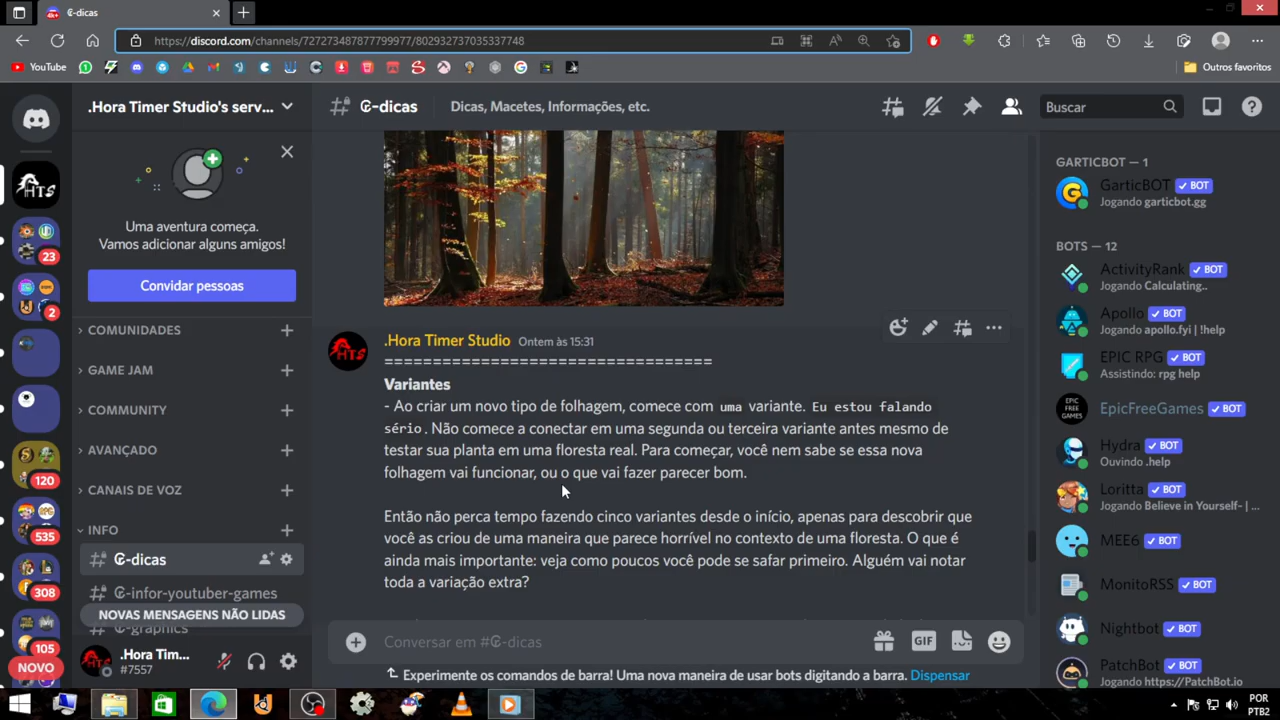 ₢-dicas
https://discord.com/channels/727273487877799977/802932737035337748
YouTube
Outros favoritos
.Hora Timer Studio's serv...
₢-dicas
Dicas, Macetes, Informações, etc.
Buscar
Uma aventura começa.
Vamos adicionar alguns amigos!
Convidar pessoas
COMUNIDADES
GAME JAM
COMMUNITY
AVANÇADO
CANAIS DE VOZ
INFO
₢-dicas
₢-infor-youtuber-games
NOVAS MENSAGENS NÃO LIDAS
₢-graphics
.Hora Tim...
#7557
HTS
23
2
120
535
308
105
NOVO
.Hora Timer Studio Ontem às 15:31
==================================
Variantes
- Ao criar um novo tipo de folhagem, comece com uma variante. Eu estou falando
sério. Não comece a conectar em uma segunda ou terceira variante antes mesmo de
testar sua planta em uma floresta real. Para começar, você nem sabe se essa nova
folhagem vai funcionar, ou o que vai fazer parecer bom.
Então não perca tempo fazendo cinco variantes desde o início, apenas para descobrir que
você as criou de uma maneira que parece horrível no contexto de uma floresta. O que é
ainda mais importante: veja como poucos você pode se safar primeiro. Alguém vai notar
toda a variação extra?
Conversar em #₢-dicas
GIF
Experimente os comandos de barra! Uma nova maneira de usar bots digitando a barra. Dispensar
GARTICBOT — 1
GarticBOT BOT
Jogando garticbot.gg
BOTS — 12
ActivityRank BOT
Jogando Calculating..
Apollo BOT
Jogando apollo.fyi | !help
EPIC RPG BOT
Assistindo: rpg help
EpicFreeGames BOT
Hydra BOT
Ouvindo .help
Loritta BOT
Jogando Believe in Yourself- | ...
MEE6 BOT
MonitoRSS BOT
Nightbot BOT
PatchBot BOT
Jogando https://PatchBot.io
POR
PTB2